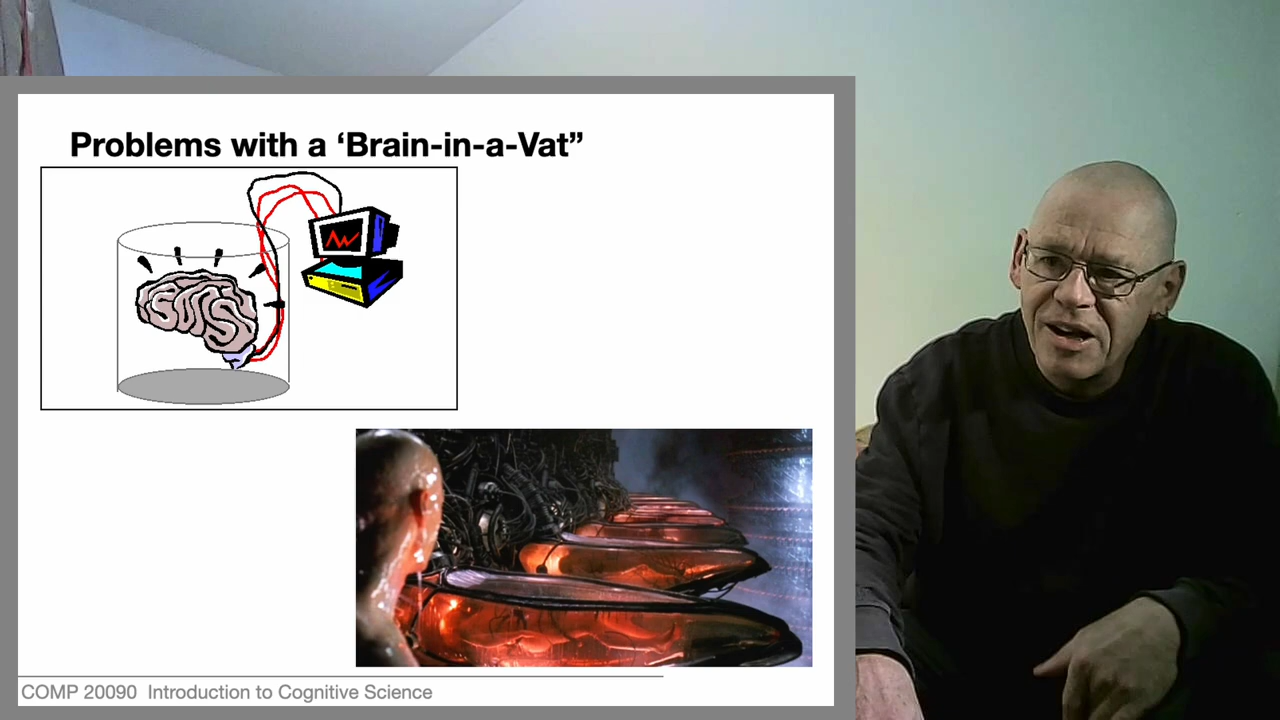 Problems with a ‘Brain-in-a-Vat”
COMP 20090 Introduction to Cognitive Science